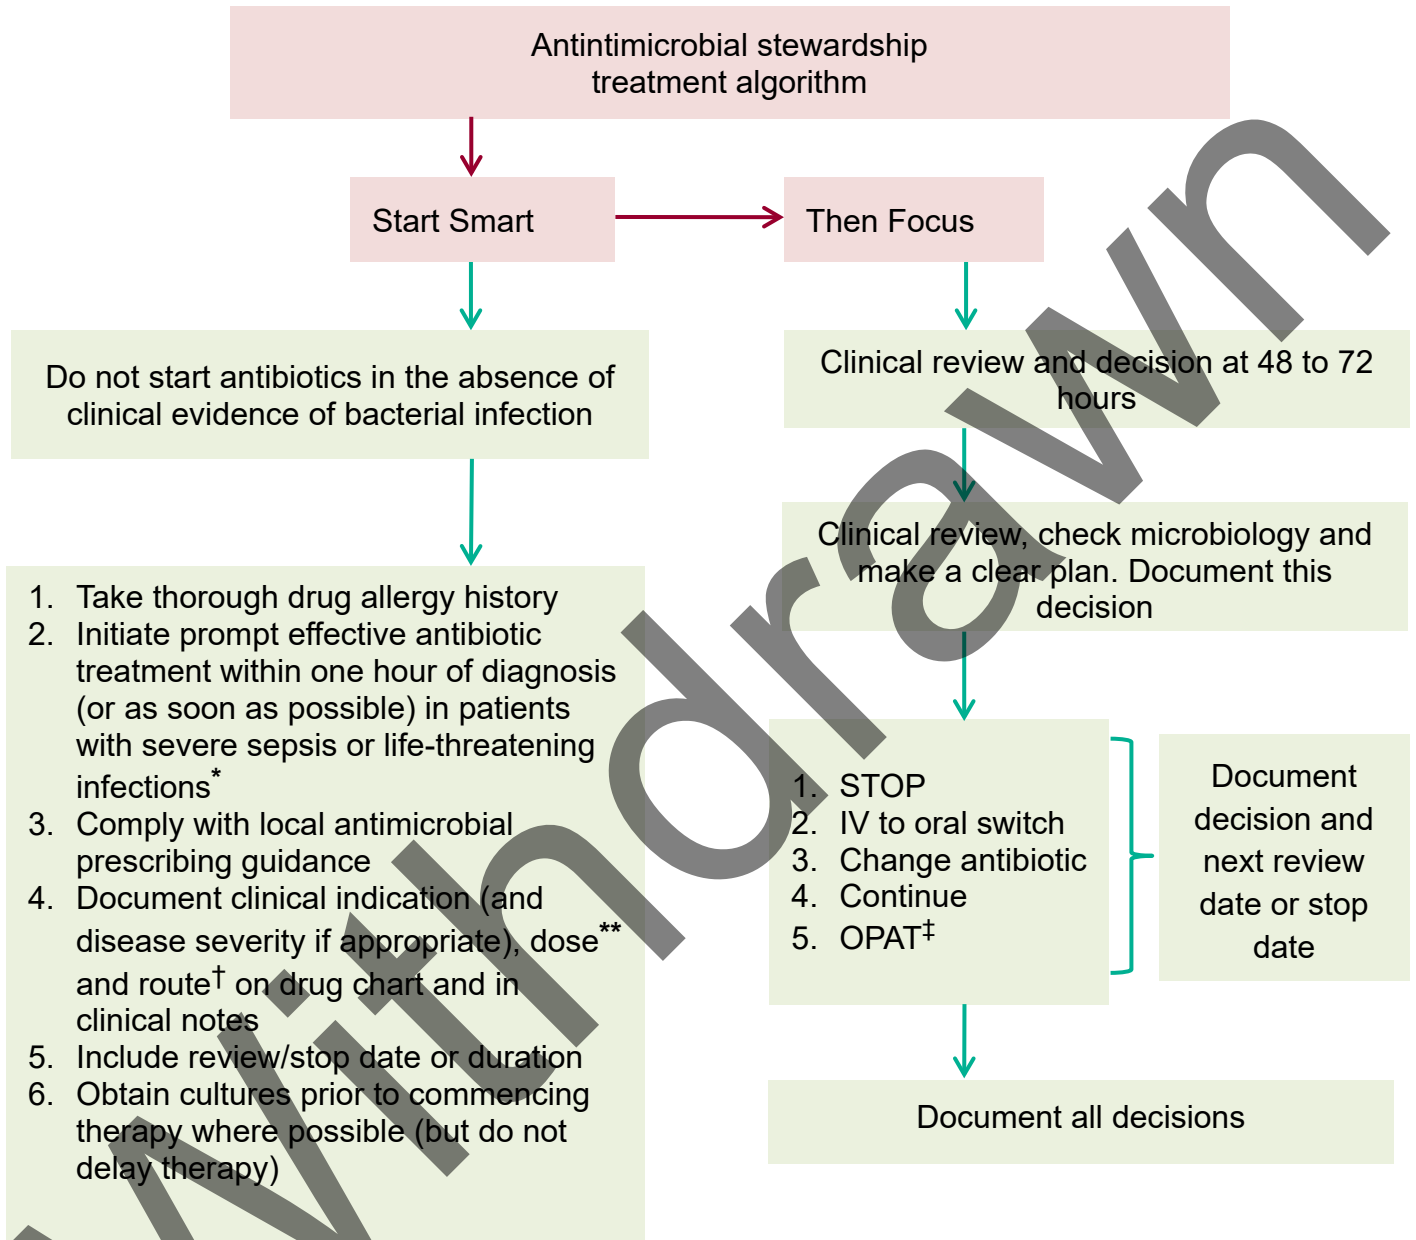 Antintimicrobial stewardship
treatment algorithm
Start Smart
Then Focus
Do not start antibiotics in the absence of
clinical evidence of bacterial infection
1. Take thorough drug allergy history
2. Initiate prompt effective antibiotic
treatment within one hour of diagnosis
(or as soon as possible) in patients
with severe sepsis or life-threatening
infections*
3. Comply with local antimicrobial
prescribing guidance
4. Document clinical indication (and
disease severity if appropriate), dose**
and route† on drug chart and in
clinical notes
5. Include review/stop date or duration
6. Obtain cultures prior to commencing
therapy where possible (but do not
delay therapy)
Clinical review and decision at 48 to 72
hours
Clinical review, check microbiology and
make a clear plan. Document this
decision
1. STOP
2. IV to oral switch
3. Change antibiotic
4. Continue
5. OPAT‡
Document
decision and
next review
date or stop
date
Document all decisions
Withdrawn